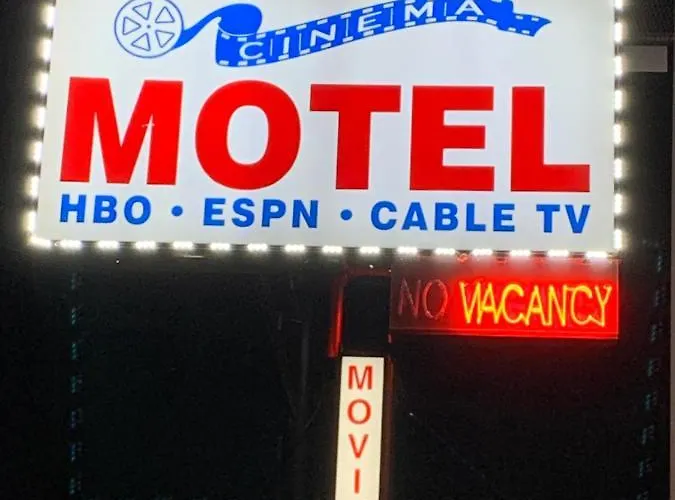 CINEMA
MOTEL
HBO • ESPN • CABLE TV
NO VACANCY
MOVI